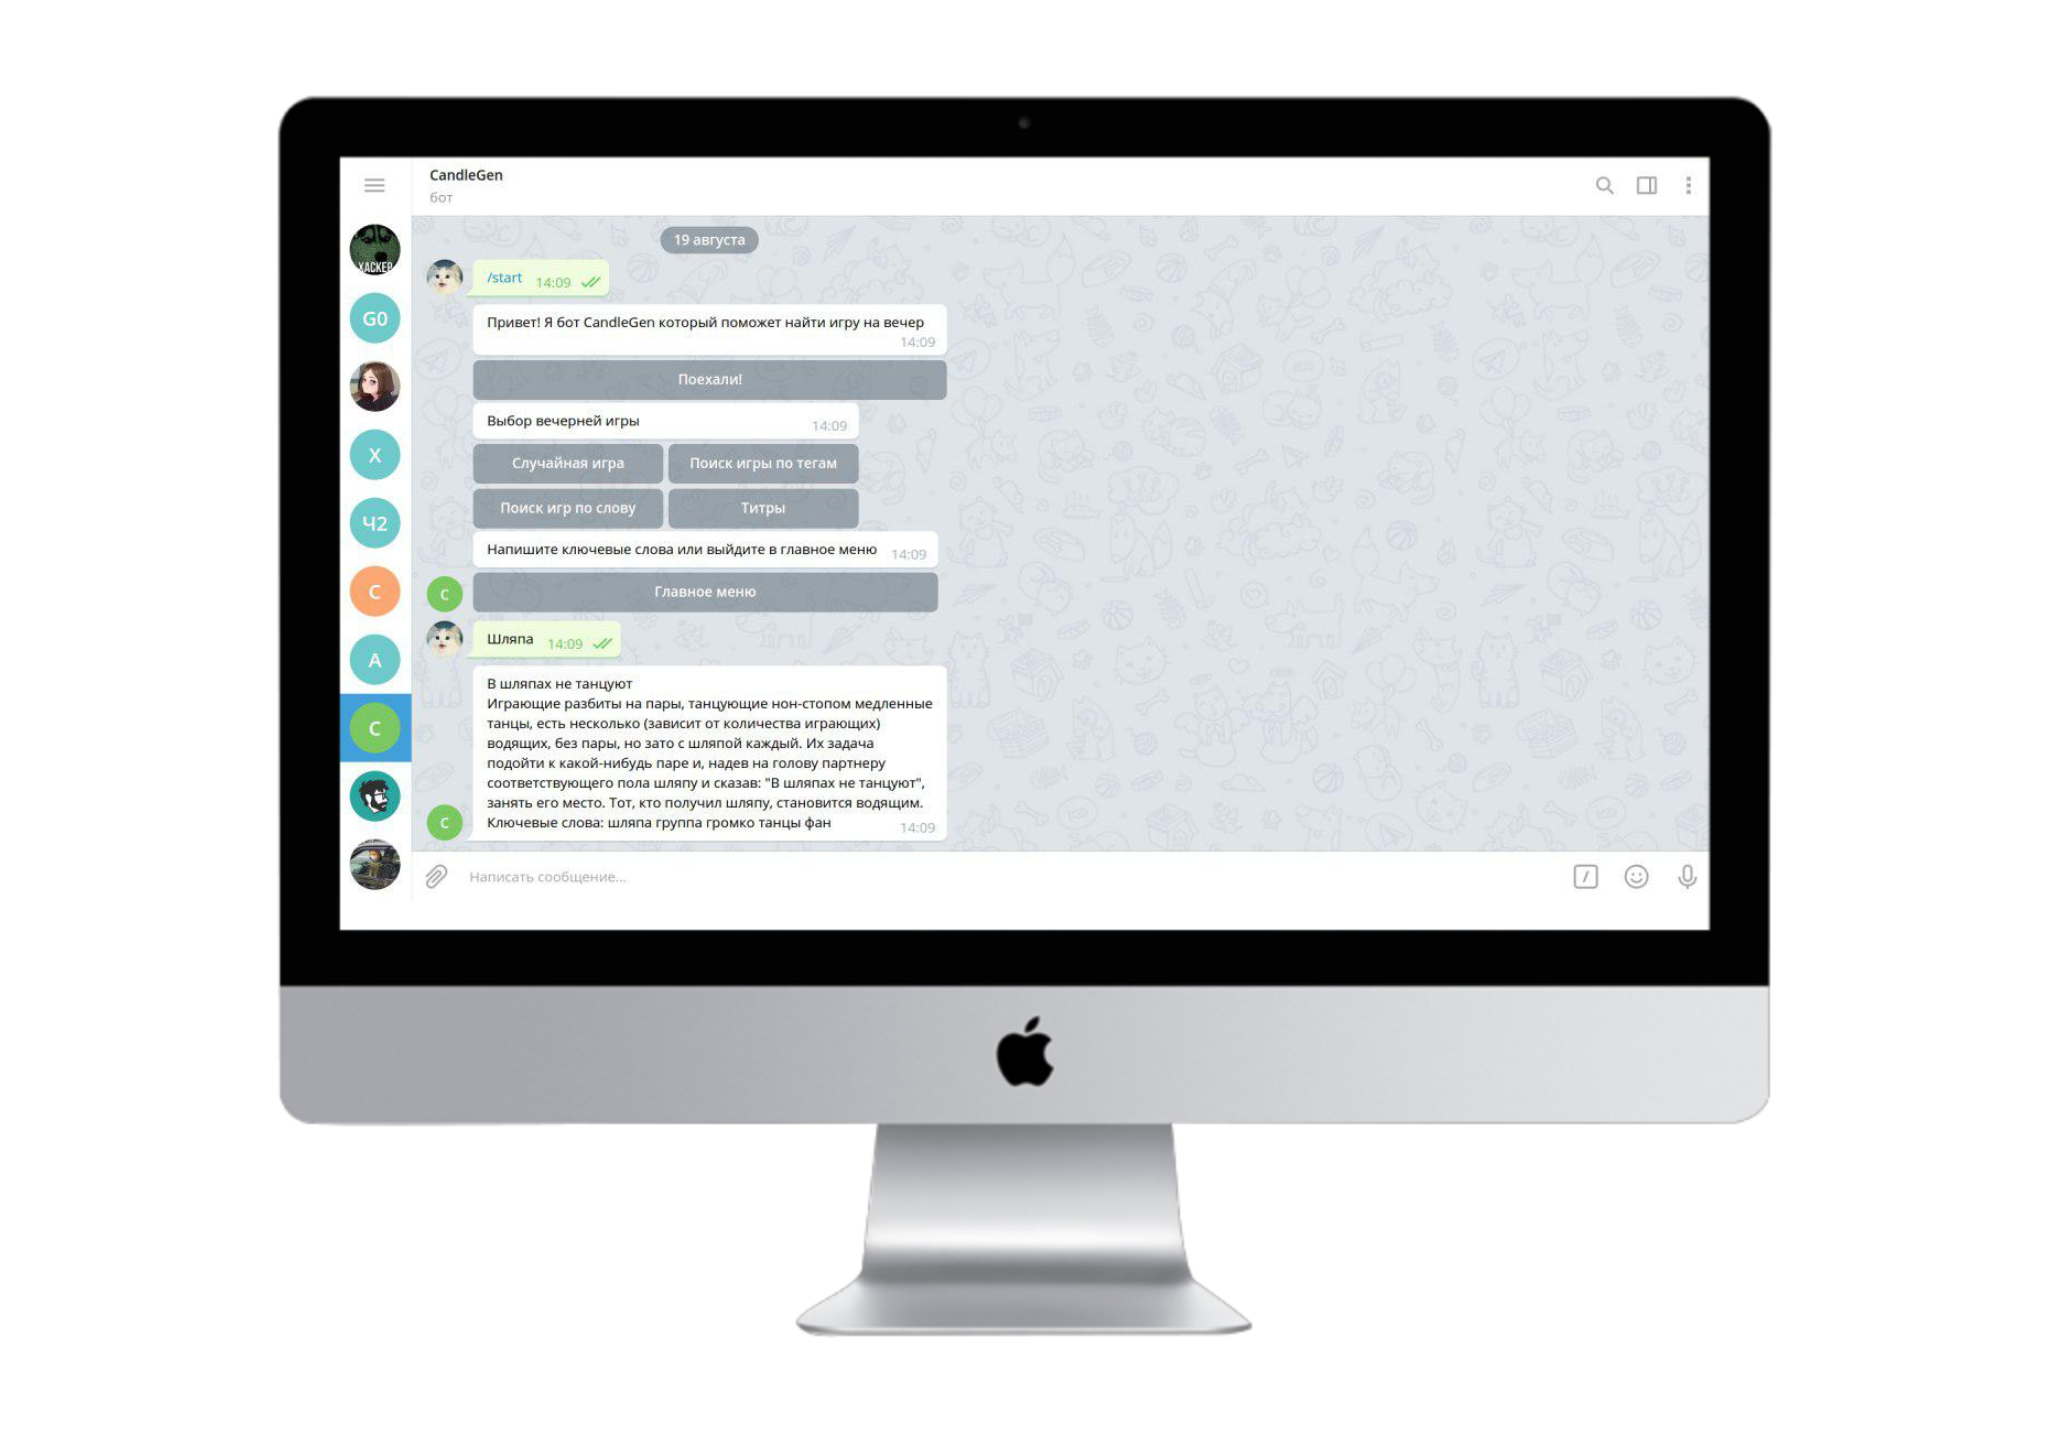 CandleGen
бот
ХАКЕР
G0
X
Ч2
C
A
C
19 августа
/start 14:09
Привет! Я бот CandleGen который поможет найти игру на вечер
14:09
Поехали!
Выбор вечерней игры 14:09
Случайная игра Поиск игры по тегам
Поиск игр по слову Титры
Напишите ключевые слова или выйдите в главное меню 14:09
C
Главное меню
Шляпа 14:09
В шляпах не танцуют
Играющие разбиты на пары, танцующие нон-стопом медленные
танцы, есть несколько (зависит от количества играющих)
водящих, без пары, но зато с шляпой каждый. Их задача
подойти к какой-нибудь паре и, надев на голову партнеру
соответствующего пола шляпу и сказав: "В шляпах не танцуют",
занять его место. Тот, кто получил шляпу, становится водящим.
Ключевые слова: шляпа группа громко танцы фан 14:09
C
Написать сообщение...